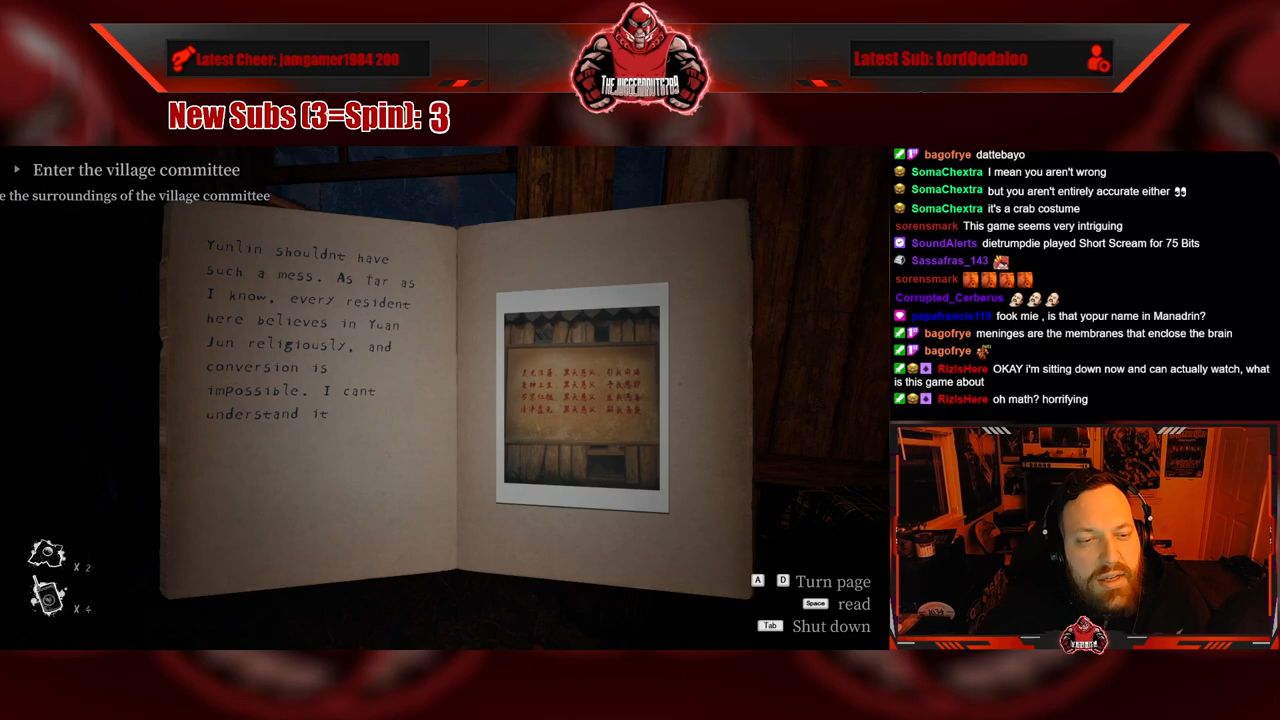 Latest Cheer: jamgamer1984 200
THEJUGGERNAUT6789
Latest Sub: LordOodaloo
New Subs (3=Spin): 3
Enter the village committee
e the surroundings of the village committee
Yunlin shouldnt have
such a mess. As far as
I know, every resident
here believes in Yuan
Jun religiously, and
conversion is
impossible. I cant
understand it
X 2
X 4
A D Turn page
Space read
Tab Shut down
bagofrye dattebayo
SomaChextra I mean you aren't wrong
SomaChextra but you aren't entirely accurate either
SomaChextra it's a crab costume
sorensmark This game seems very intriguing
SoundAlerts dietrumpdie played Short Scream for 75 Bits
Sassafras_143
sorensmark
Corrupted_Cerberus
papafrancis119 fook mie , is that yopur name in Manadrin?
bagofrye meninges are the membranes that enclose the brain
bagofrye
RizIsHere OKAY i'm sitting down now and can actually watch, what
is this game about
RizIsHere oh math? horrifying